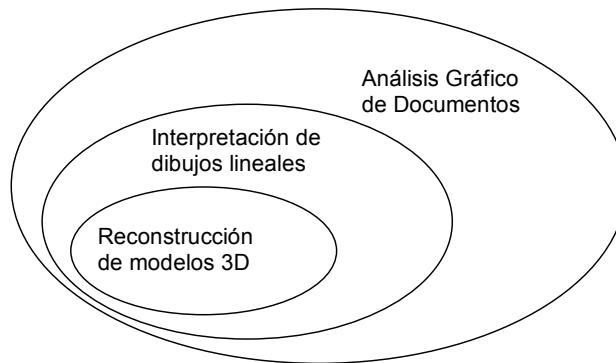 Análisis Gráfico
de Documentos
Interpretación de
dibujos lineales
Reconstrucción
de modelos 3D